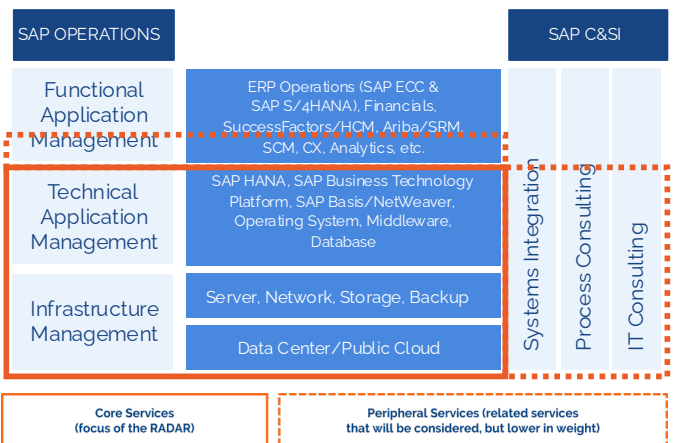 SAP OPERATIONS
SAP C&SI
Functional
Application
Management
ERP Operations (SAP ECC &
SAP S/4HANA), Financials,
SuccessFactors/HCM, Ariba/SRM,
SCM, CX, Analytics, etc.
Technical
Application
Management
SAP HANA, SAP Business Technology
Platform, SAP Basis/NetWeaver,
Operating System, Middleware,
Database
Infrastructure
Management
Server, Network, Storage, Backup
Data Center/Public Cloud
Systems Integration
Process Consulting
IT Consulting
Core Services
(focus of the RADAR)
Peripheral Services (related services
that will be considered, but lower in weight)